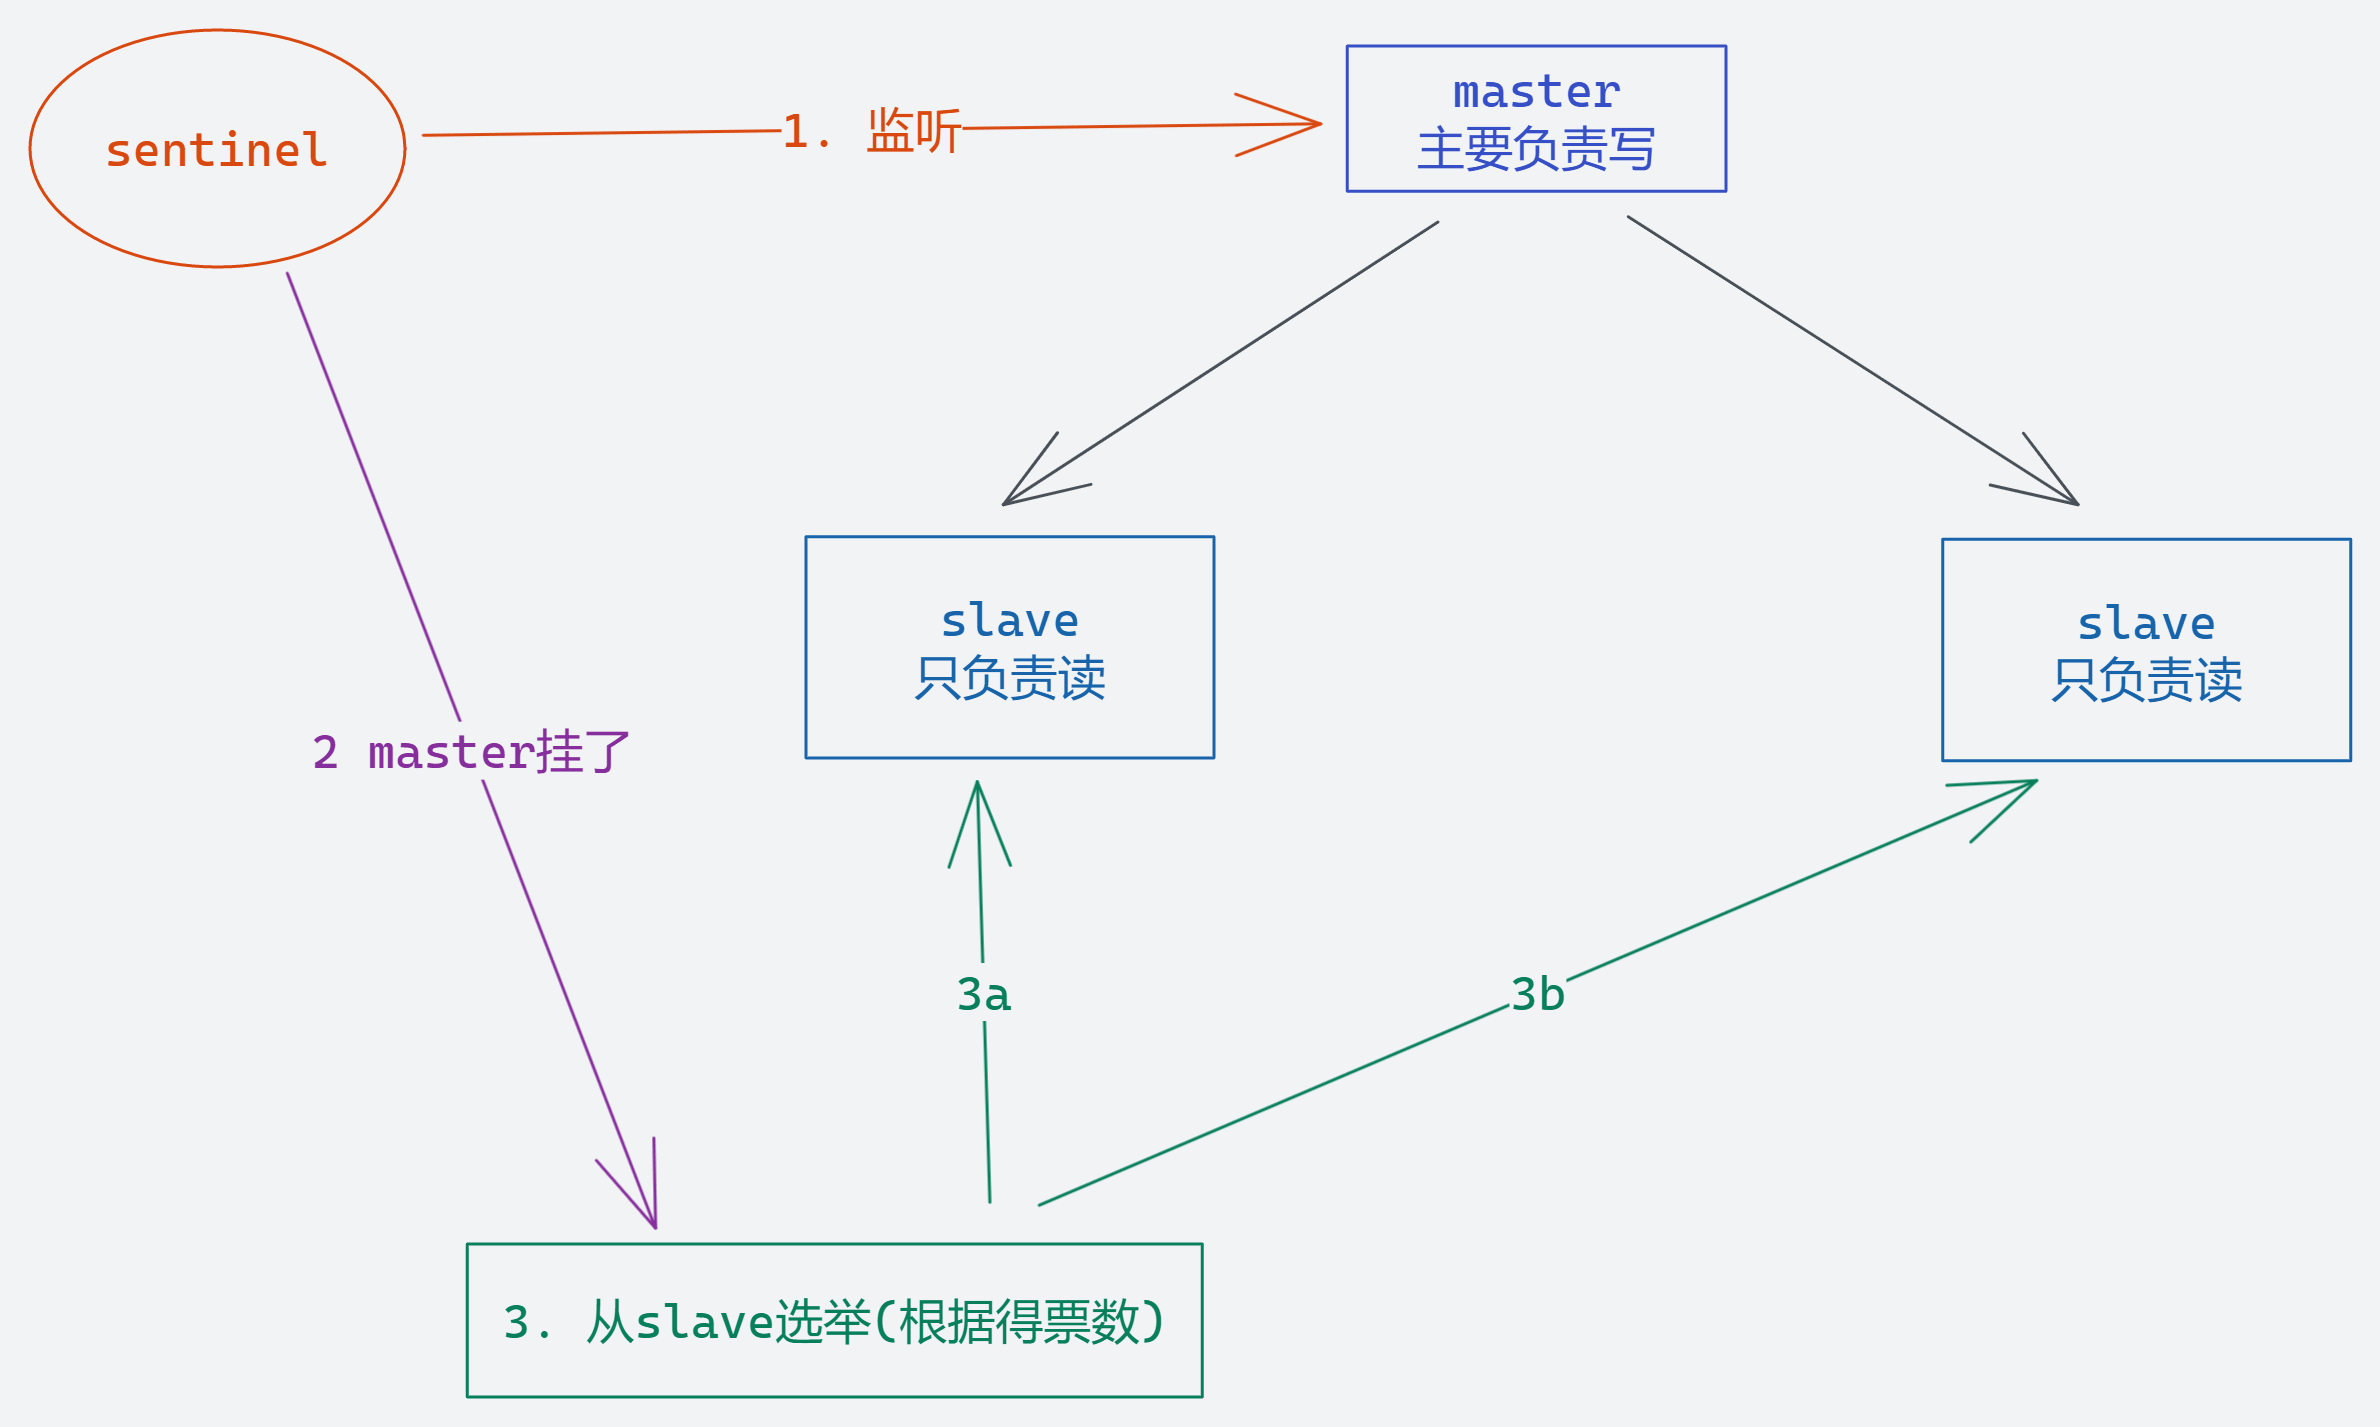 sentinel
1. 监听
master
主要负责写
slave
只负责读
slave
只负责读
2 master挂了
3a
3b
3. 从slave选举(根据得票数)